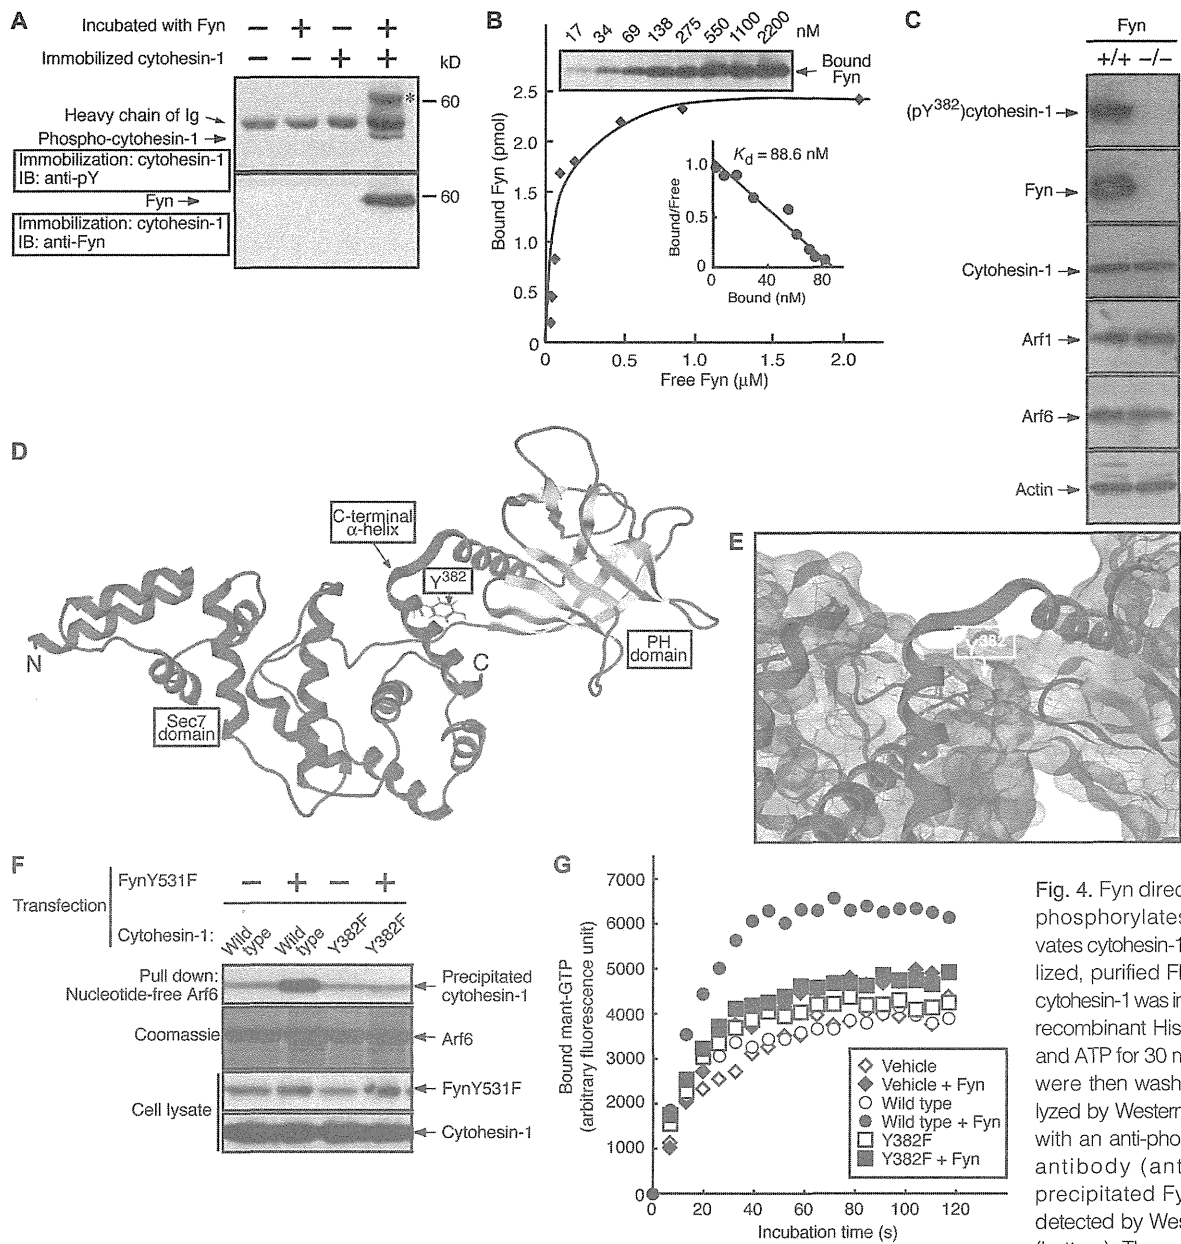 A
Incubated with Fyn − + − +
Immobilized cytohesin-1 − − + +
kD
*
60
Heavy chain of Ig
Phospho-cytohesin-1
Immobilization: cytohesin-1
IB: anti-pY
Fyn
60
Immobilization: cytohesin-1
IB: anti-Fyn
B
17 34 69 138 275 550 1100 2200 nM
Bound
Fyn
2.5
2.0
1.5
1.0
0.5
0
Bound Fyn (pmol)
0 0.5 1.0 1.5 2.0
Free Fyn (μM)
Kd = 88.6 nM
1.0
0.5
0
Bound/Free
0 40 80
Bound (nM)
C
Fyn
+/+ −/−
(pY382)cytohesin-1
Fyn
Cytohesin-1
Arf1
Arf6
Actin
D
C-terminal
α-helix
Y382
N
C
PH
domain
Sec7
domain
E
Y382
F
Transfection
FynY531F − + − +
Cytohesin-1: Wild type Wild type Y382F Y382F
Pull down:
Nucleotide-free Arf6
Precipitated
cytohesin-1
Coomassie
Arf6
Cell lysate
FynY531F
Cytohesin-1
G
7000
6000
5000
4000
3000
2000
1000
0
Bound mant-GTP
(arbitrary fluorescence unit)
0 20 40 60 80 100 120
Incubation time (s)
Vehicle
Vehicle + Fyn
Wild type
Wild type + Fyn
Y382F
Y382F + Fyn
Fig. 4. Fyn direc
phosphorylates
vates cytohesin-1
lized, purified Fl
cytohesin-1 was in
recombinant His
and ATP for 30 n
were then wash
lyzed by Western
with an anti-pho
antibody (ant
precipitated Fy
detected by Wes